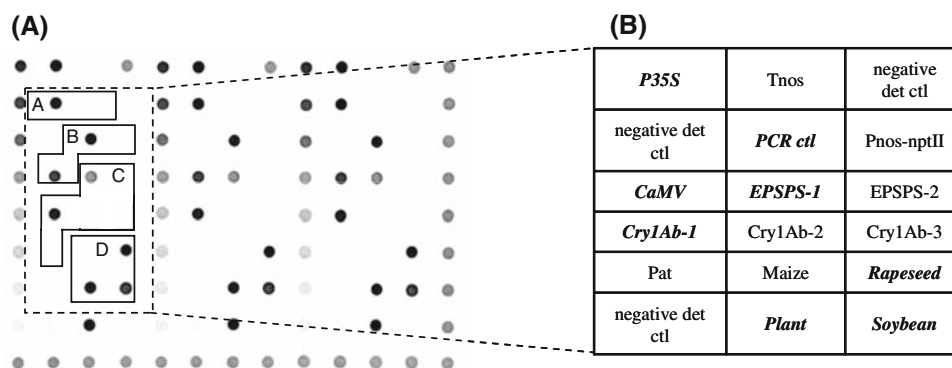 (A)
(B)
A
B
C
D
P35S Tnos negative
det ctl
negative det
ctl PCR ctl Pnos-nptII
CaMV EPSPS-1 EPSPS-2
Cry1Ab-1 Cry1Ab-2 Cry1Ab-3
Pat Maize Rapeseed
negative det
ctl Plant Soybean